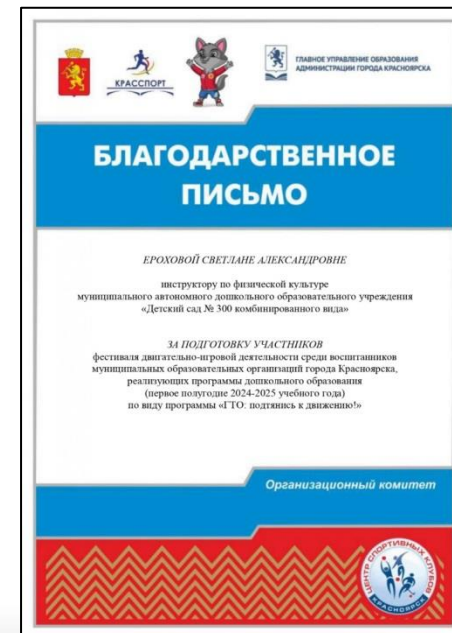 КРАССПОРТ
ГЛАВНОЕ УПРАВЛЕНИЕ ОБРАЗОВАНИЯ
АДМИНИСТРАЦИИ ГОРОДА КРАСНОЯРСКА
БЛАГОДАРСТВЕННОЕ
ПИСЬМО
ЕРОХОВОЙ СВЕТЛАНЕ АЛЕКСАНДРОВНЕ
инструктору по физической культуре
муниципального автономного дошкольного образовательного учреждения
«Детский сад № 300 комбинированного вида»
ЗА ПОДГОТОВКУ УЧАСТНИКОВ
фестиваля двигательно-игровой деятельности среди воспитанников
муниципальных образовательных организаций города Красноярска,
реализующих программы дошкольного образования
(первое полугодие 2024-2025 учебного года)
по виду программы «ГТО: подтянись к движению!»
Организационный комитет
ЦЕНТР СПОРТИВНЫХ КЛУБОВ
КРАСНОЯРСК